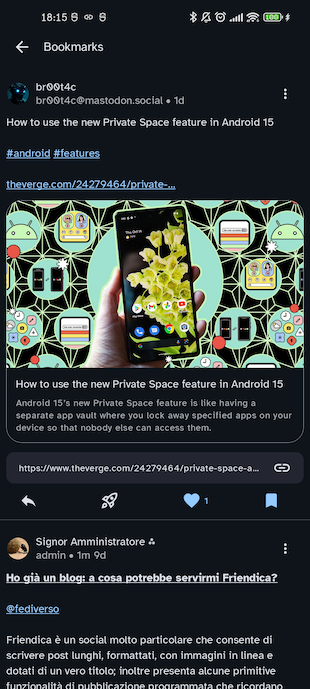 18:15
100
Bookmarks
br00t4c
br00t4c@mastodon.social • 1d
How to use the new Private Space feature in Android 15
#android #features
theverge.com/24279464/private-…
How to use the new Private Space feature in Android 15
Android 15's new Private Space feature is like having a
separate app vault where you lock away specified apps on your
device so that nobody else can access them.
https://www.theverge.com/24279464/private-space-a...
1
Signor Amministratore
admin • 1m 9d
Ho già un blog: a cosa potrebbe servirmi Friendica?
@fediverso
Friendica è un social molto particolare che consente di
scrivere post lunghi, formattati, con immagini in linea e
dotati di un vero titolo; inoltre presenta alcune primitive
funzionalità di pubblicazione programmata che ricordano